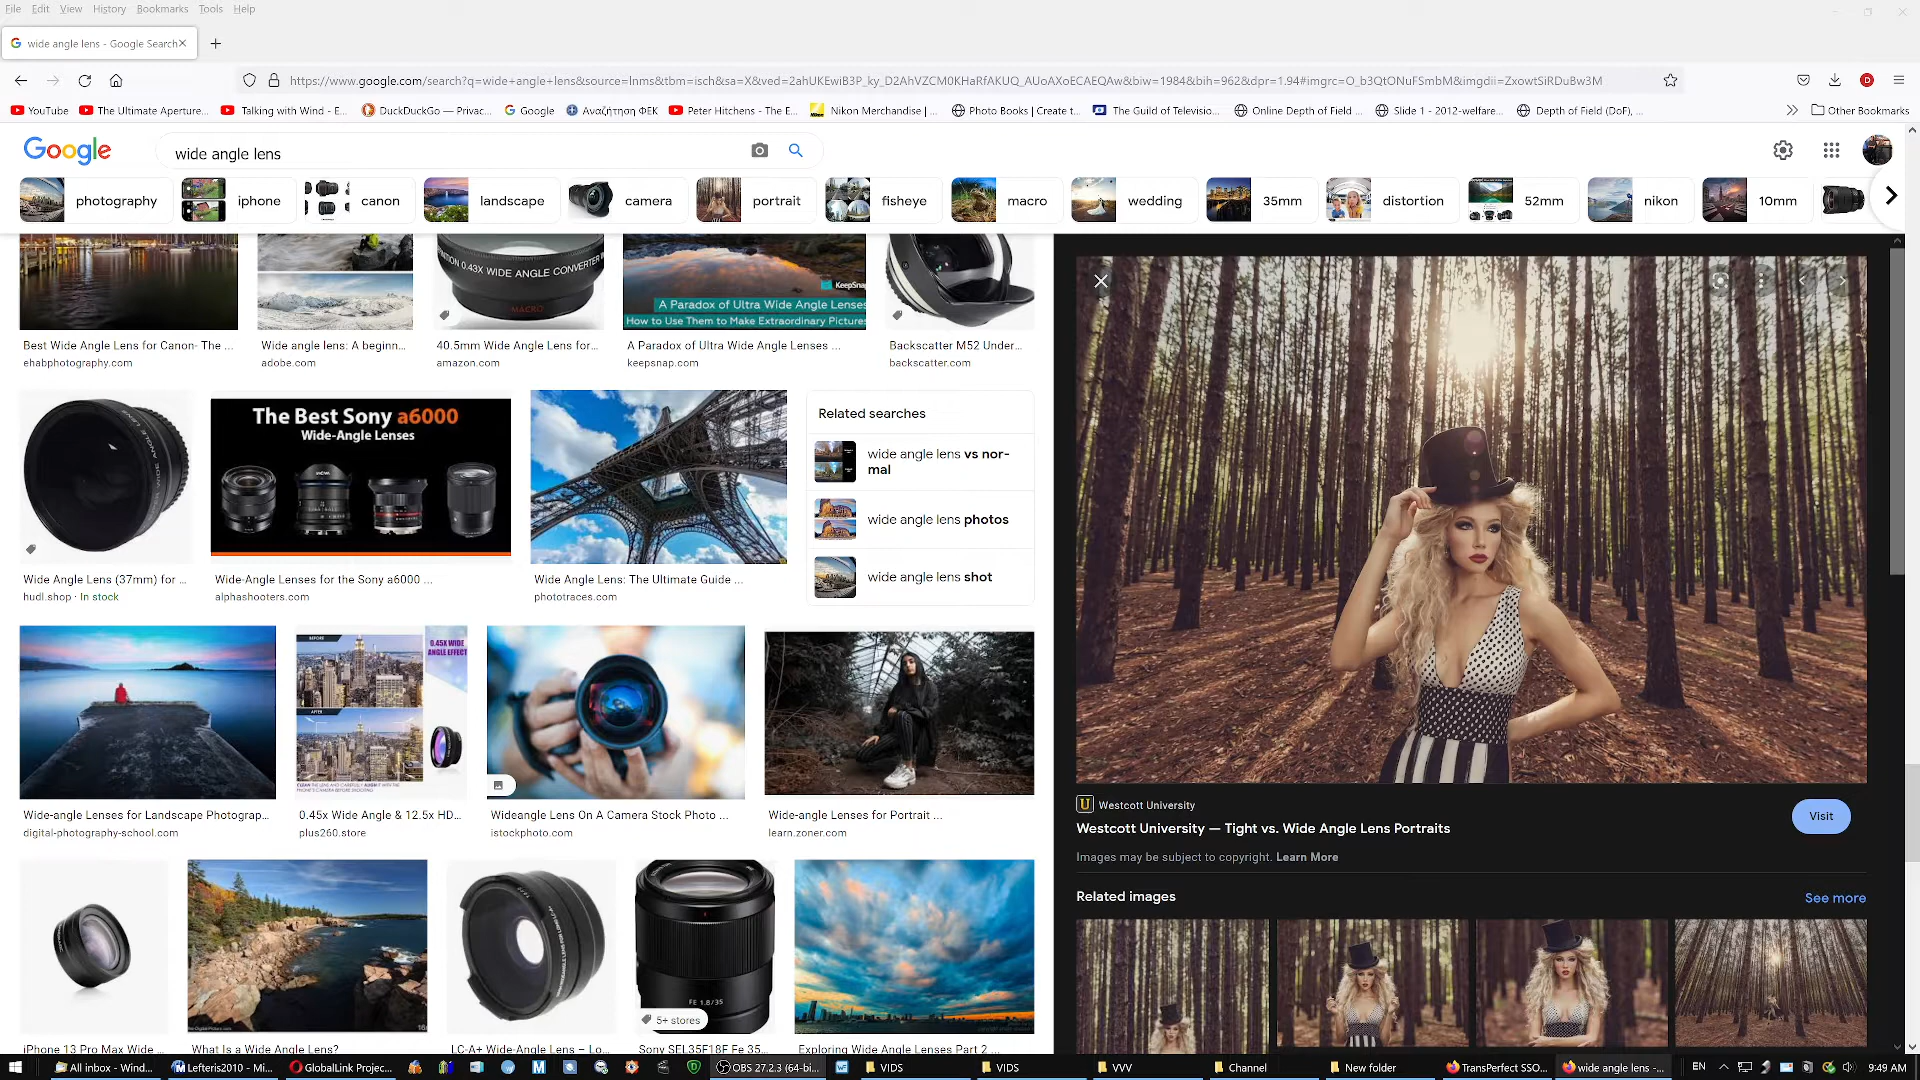 File Edit View History Bookmarks Tools Help
wide angle lens - Google Search
https://www.google.com/search?q=wide+angle+lens&source=lnms&tbm=isch&sa=X&ved=2ahUKEwiB3P_ky_D2AhVZCM0KHaRfAKUQ_AUoAXoECAEQAw&biw=1984&bih=962&dpr=1.94#imgrc=O_b3QtONuFSmbM&imgdii=ZxowtSiRDuBw3M
D
YouTube The Ultimate Aperture... Talking with Wind - E... DuckDuckGo — Privac... Google Αναζήτηση ΦΕΚ Peter Hitchens - The E... Nikon Merchandise |... Photo Books | Create t... The Guild of Televisio... Online Depth of Field ... Slide 1 - 2012-welfare... Depth of Field (DoF), ... Other Bookmarks
Google
wide angle lens
photography iphone canon landscape camera portrait fisheye macro wedding 35mm distortion 52mm nikon 10mm
0.43X WIDE ANGLE CONVERTER
MACRO
KeepSnap
A Paradox of Ultra Wide Angle Lenses
How to Use Them to Make Extraordinary Pictures
Best Wide Angle Lens for Canon- The ...
ehabphotography.com
Wide angle lens: A beginn...
adobe.com
40.5mm Wide Angle Lens for...
amazon.com
A Paradox of Ultra Wide Angle Lenses ...
keepsnap.com
Backscatter M52 Under...
backscatter.com
The Best Sony a6000
Wide-Angle Lenses
Related searches
wide angle lens vs nor-
mal
wide angle lens photos
wide angle lens shot
Wide Angle Lens (37mm) for ...
hudl.shop · In stock
Wide-Angle Lenses for the Sony a6000 ...
alphashooters.com
Wide Angle Lens: The Ultimate Guide ...
phototraces.com
BEFORE
AFTER
0.45X WIDE
ANGLE EFFECT
Wide-angle Lenses for Landscape Photograp...
digital-photography-school.com
0.45x Wide Angle & 12.5x HD...
plus260.store
Wideangle Lens On A Camera Stock Photo ...
istockphoto.com
Wide-angle Lenses for Portrait ...
learn.zoner.com
FE 1.8/35
5+ stores
iPhone 13 Pro Max Wide ...
What Is a Wide Angle Lens?
LC-A+ Wide-Angle Lens – Lo...
Sony SEL35F18F Fe 35...
Exploring Wide Angle Lenses Part 2 ...
U Westcott University
Westcott University — Tight vs. Wide Angle Lens Portraits
Visit
Images may be subject to copyright. Learn More
Related images
See more
All inbox - Wind... Lefteris2010 - Mi... GlobalLink Projec... OBS 27.2.3 (64-bi... VIDS VIDS VVV Channel New folder TransPerfect SSO... wide angle lens -... EN 9:49 AM